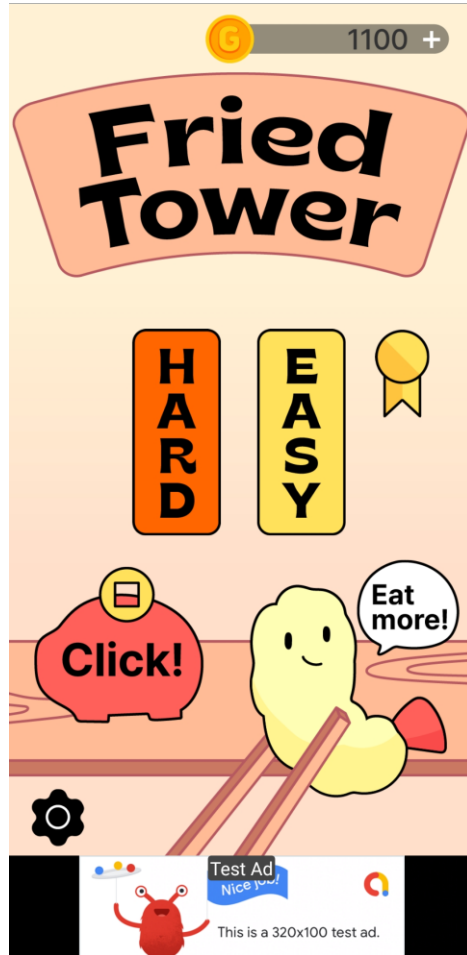 G
1100 +
Fried
Tower
HARD
EASY
Eat
more!
Click!
Test Ad
Nice job!
This is a 320x100 test ad.